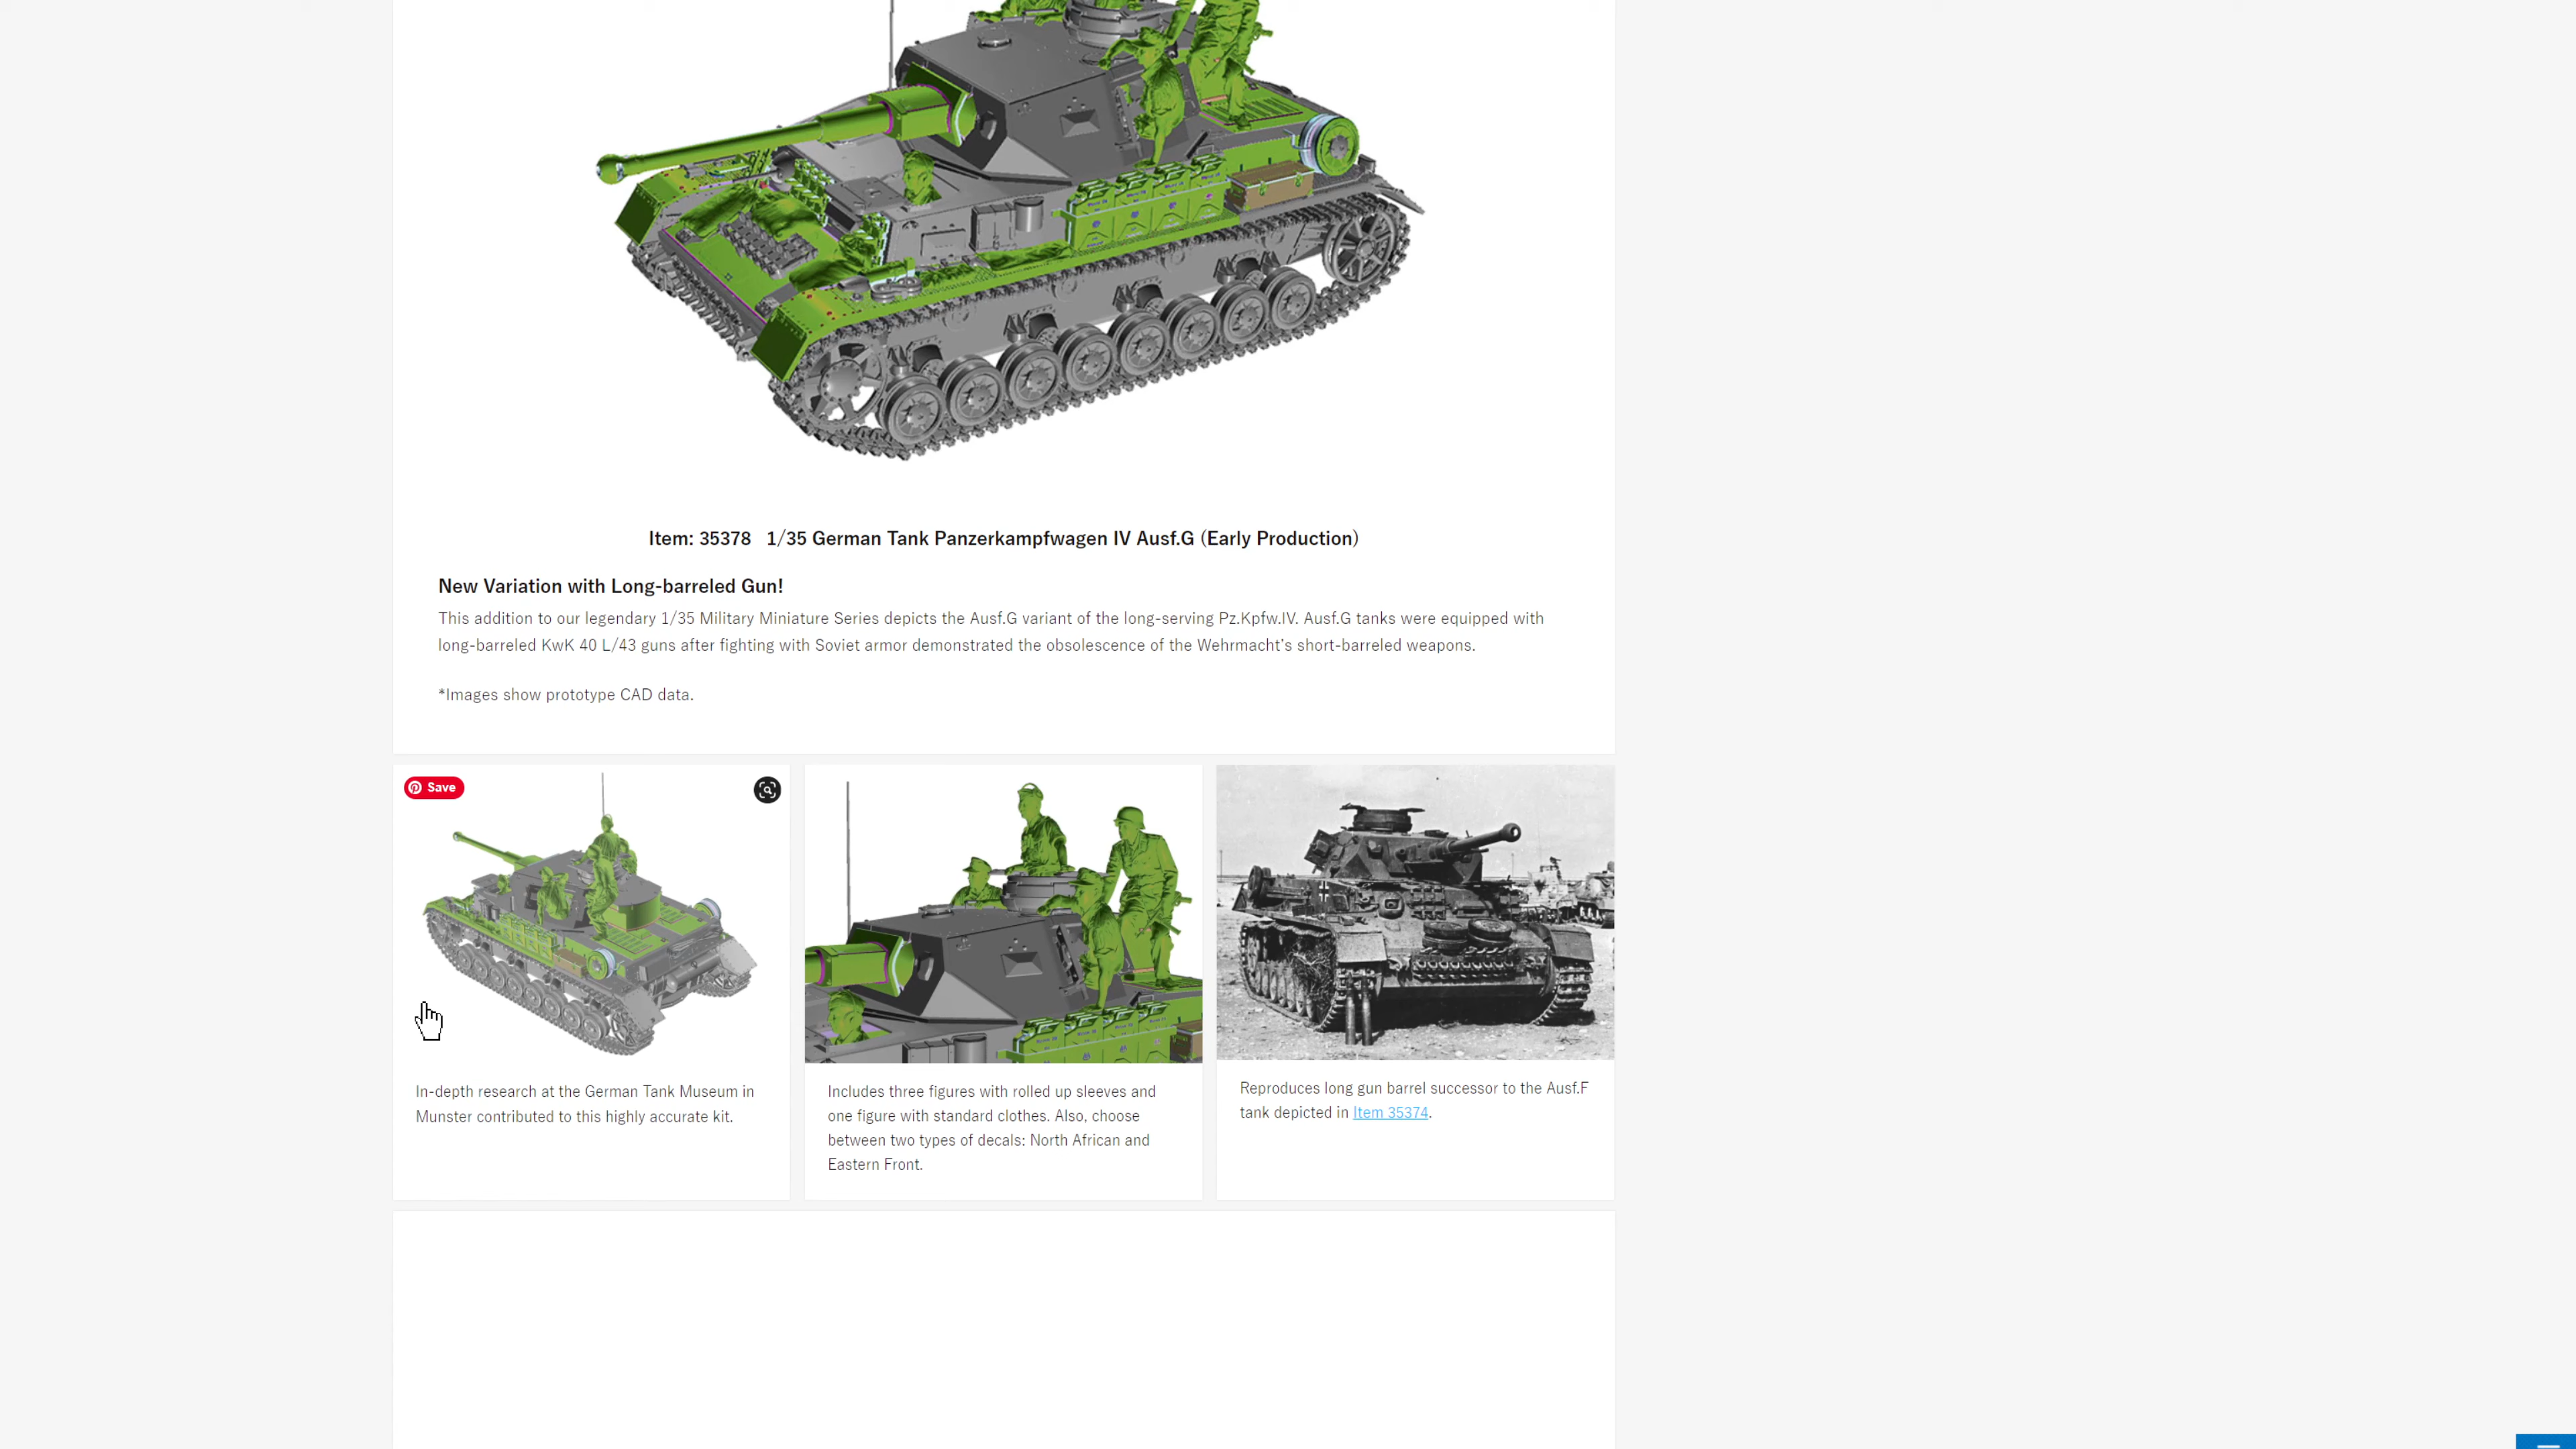 Item: 35378 1/35 German Tank Panzerkampfwagen IV Ausf.G (Early Production)
New Variation with Long-barreled Gun!
This addition to our legendary 1/35 Military Miniature Series depicts the Ausf.G variant of the long-serving Pz.Kpfw.IV. Ausf.G tanks were equipped with
long-barreled KwK 40 L/43 guns after fighting with Soviet armor demonstrated the obsolescence of the Wehrmacht’s short-barreled weapons.
*Images show prototype CAD data.
Save
In-depth research at the German Tank Museum in
Munster contributed to this highly accurate kit.
Includes three figures with rolled up sleeves and
one figure with standard clothes. Also, choose
between two types of decals: North African and
Eastern Front.
Reproduces long gun barrel successor to the Ausf.F
tank depicted in Item 35374.